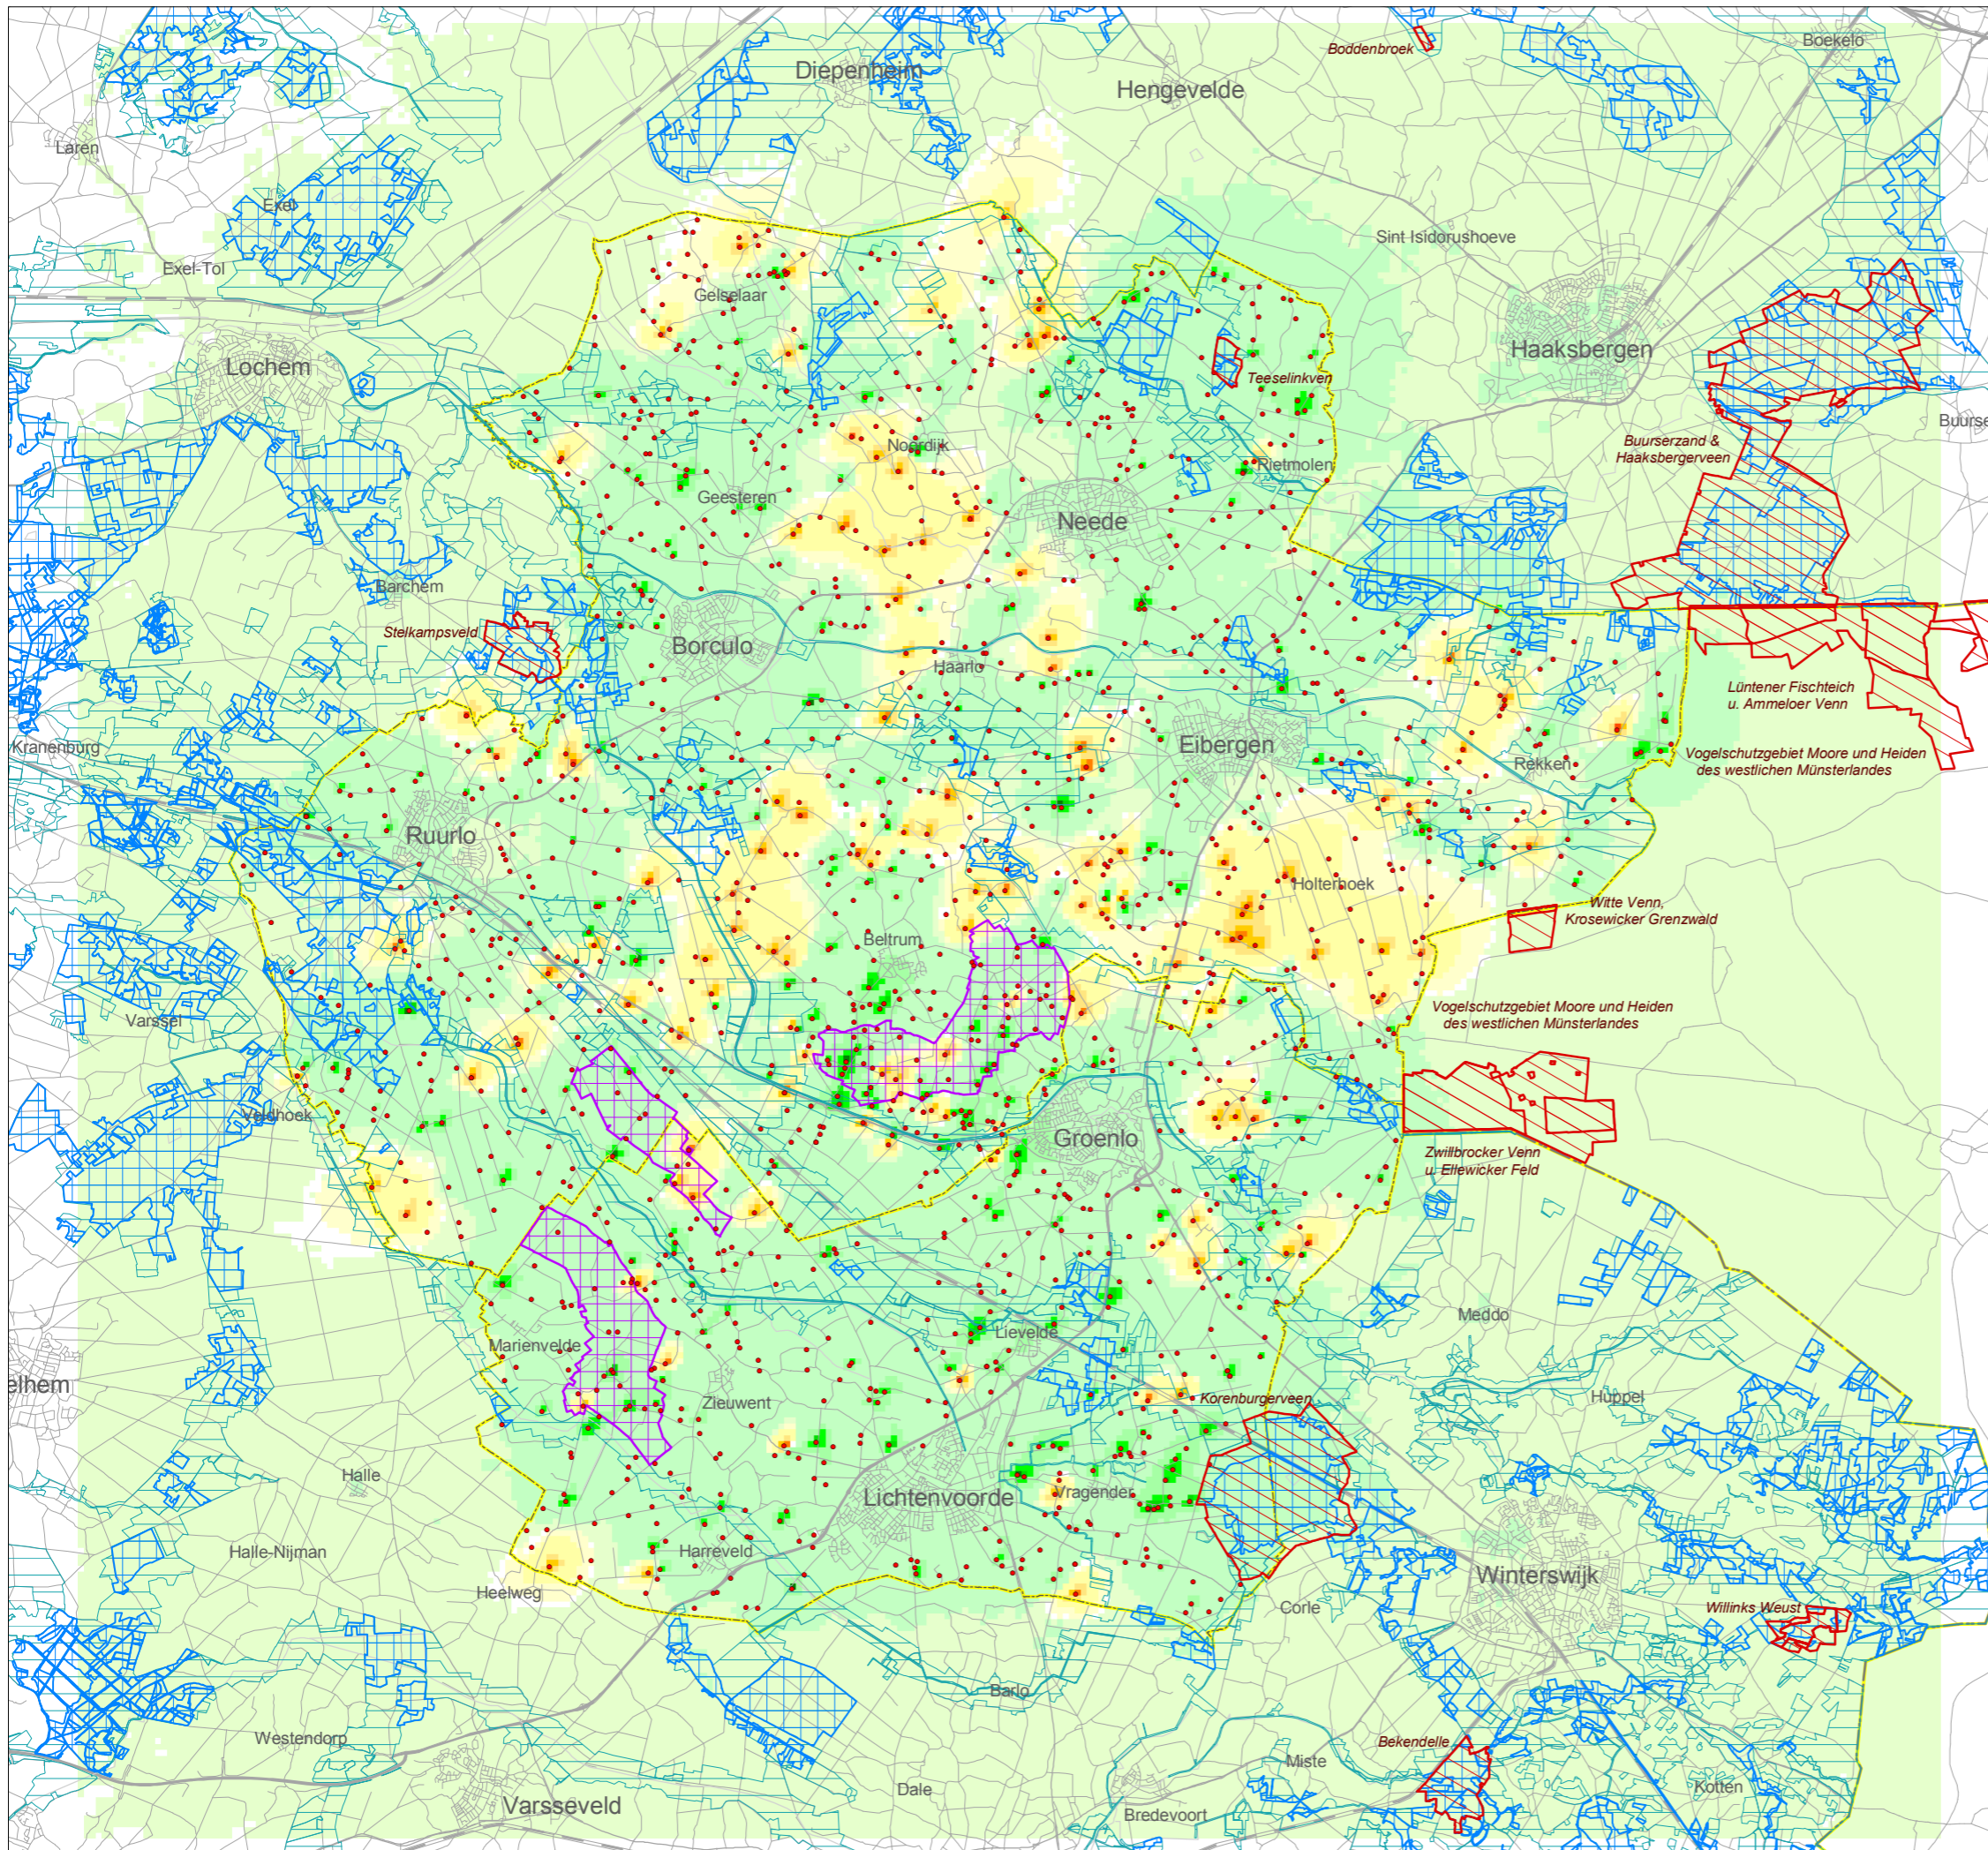 Boddenbroek
Boekelo
Diepenheim
Hengevelde
Laren
Exel
Sint Isidorushoeve
Exel-Tol
Gelselaar
Haaksbergen
Lochem
Teeselinkven
Buurse
Buurserzand &
Haaksbergerveen
Noordijk
Rietmolen
Geesteren
Neede
Barchem
Stelkampsveld
Borculo
Haarlo
Lüntener Fischteich
u. Ammeloer Venn
Kranenburg
Eibergen
Vogelschutzgebiet Moore und Heiden
des westlichen Münsterlandes
Rekken
Ruurlo
Holterhoek
Witte Venn,
Krosewicker Grenzwald
Beltrum
Vogelschutzgebiet Moore und Heiden
des westlichen Münsterlandes
Varssel
Veldhoek
Groenlo
Zwillbrocker Venn
u. Ellewicker Feld
Meddo
Lievelde
Marienvelde
elhem
Huppel
Korenburgerveen
Zieuwent
Halle
Vragender
Lichtenvoorde
Halle-Nijman
Harreveld
Winterswijk
Heelweg
Corle
Willinks Weust
Barlo
Westendorp
Bekendelle
Miste
Kotten
Dale
Varsseveld
Bredevoort